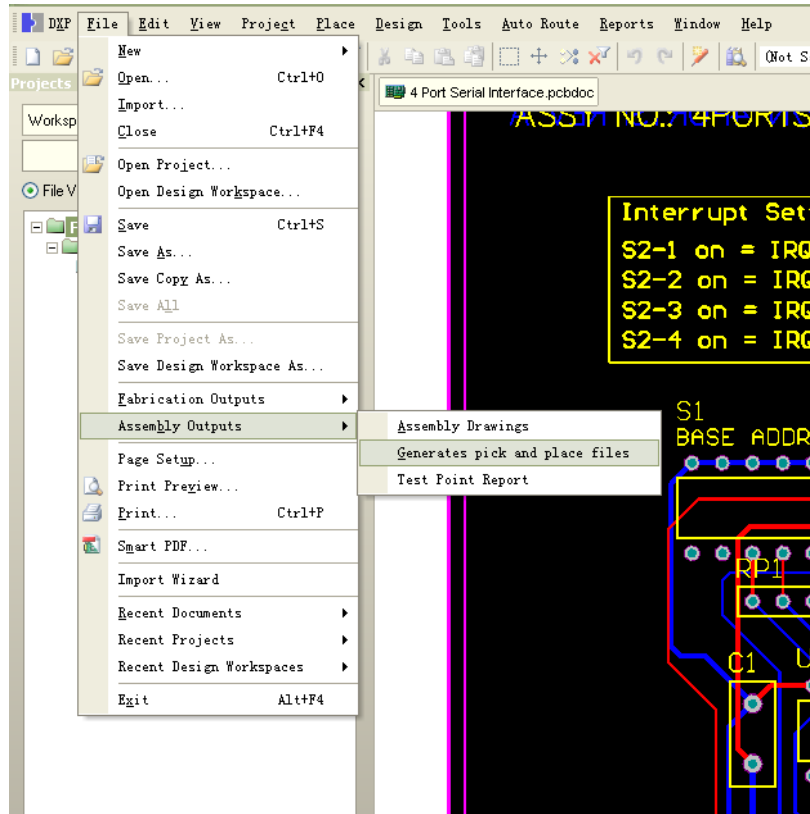 DXP File Edit View Project Place Design Tools Auto Route Reports Window Help
(Not S
Projects
4 Port Serial Interface.pcbdoc
Worksp
File V
F
New
Open... Ctrl+O
Import...
Close Ctrl+F4
Open Project...
Open Design Workspace...
Save Ctrl+S
Save As...
Save Copy As...
Save All
Save Project As...
Save Design Workspace As...
Fabrication Outputs
Assembly Outputs
Page Setup...
Print Preview...
Print... Ctrl+P
Smart PDF...
Import Wizard
Recent Documents
Recent Projects
Recent Design Workspaces
Exit Alt+F4
Assembly Drawings
Generates pick and place files
Test Point Report
ASSY NO.: 4PORTS
Interrupt Set
S2-1 on = IRQ
S2-2 on = IRQ
S2-3 on = IRQ
S2-4 on = IRQ
S1
BASE ADDR
RP1
C1 U